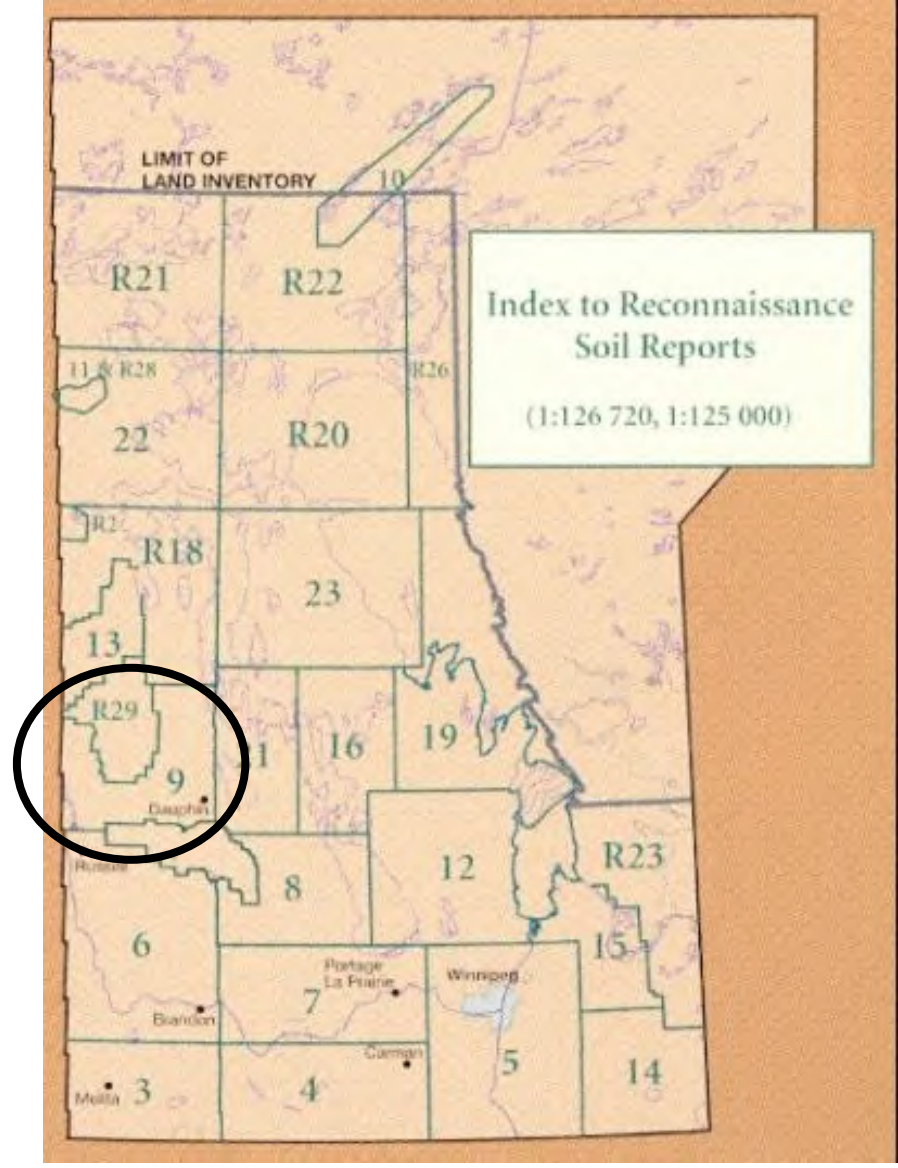 LIMIT OF
LAND INVENTORY
10
R21
R22
Index to Reconnaissance
Soil Reports
(1:126 720, 1:125 000)
11 & R28
R26
22
R20
R2
R18
23
13
R29
9
11
16
19
Dauphin
Russell
8
12
R23
6
15
Portage
La Prairie
7
Winnipeg
Brandon
Carman
Melita
3
4
5
14